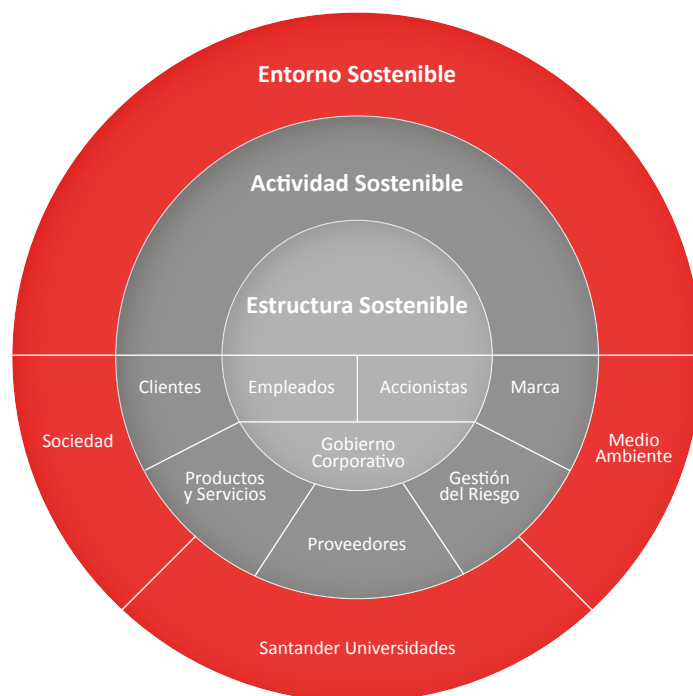 Entorno Sostenible
Actividad Sostenible
Estructura Sostenible
Clientes
Empleados
Accionistas
Marca
Sociedad
Gobierno
Corporativo
Medio
Ambiente
Productos
y Servicios
Gestión
del Riesgo
Proveedores
Santander Universidades